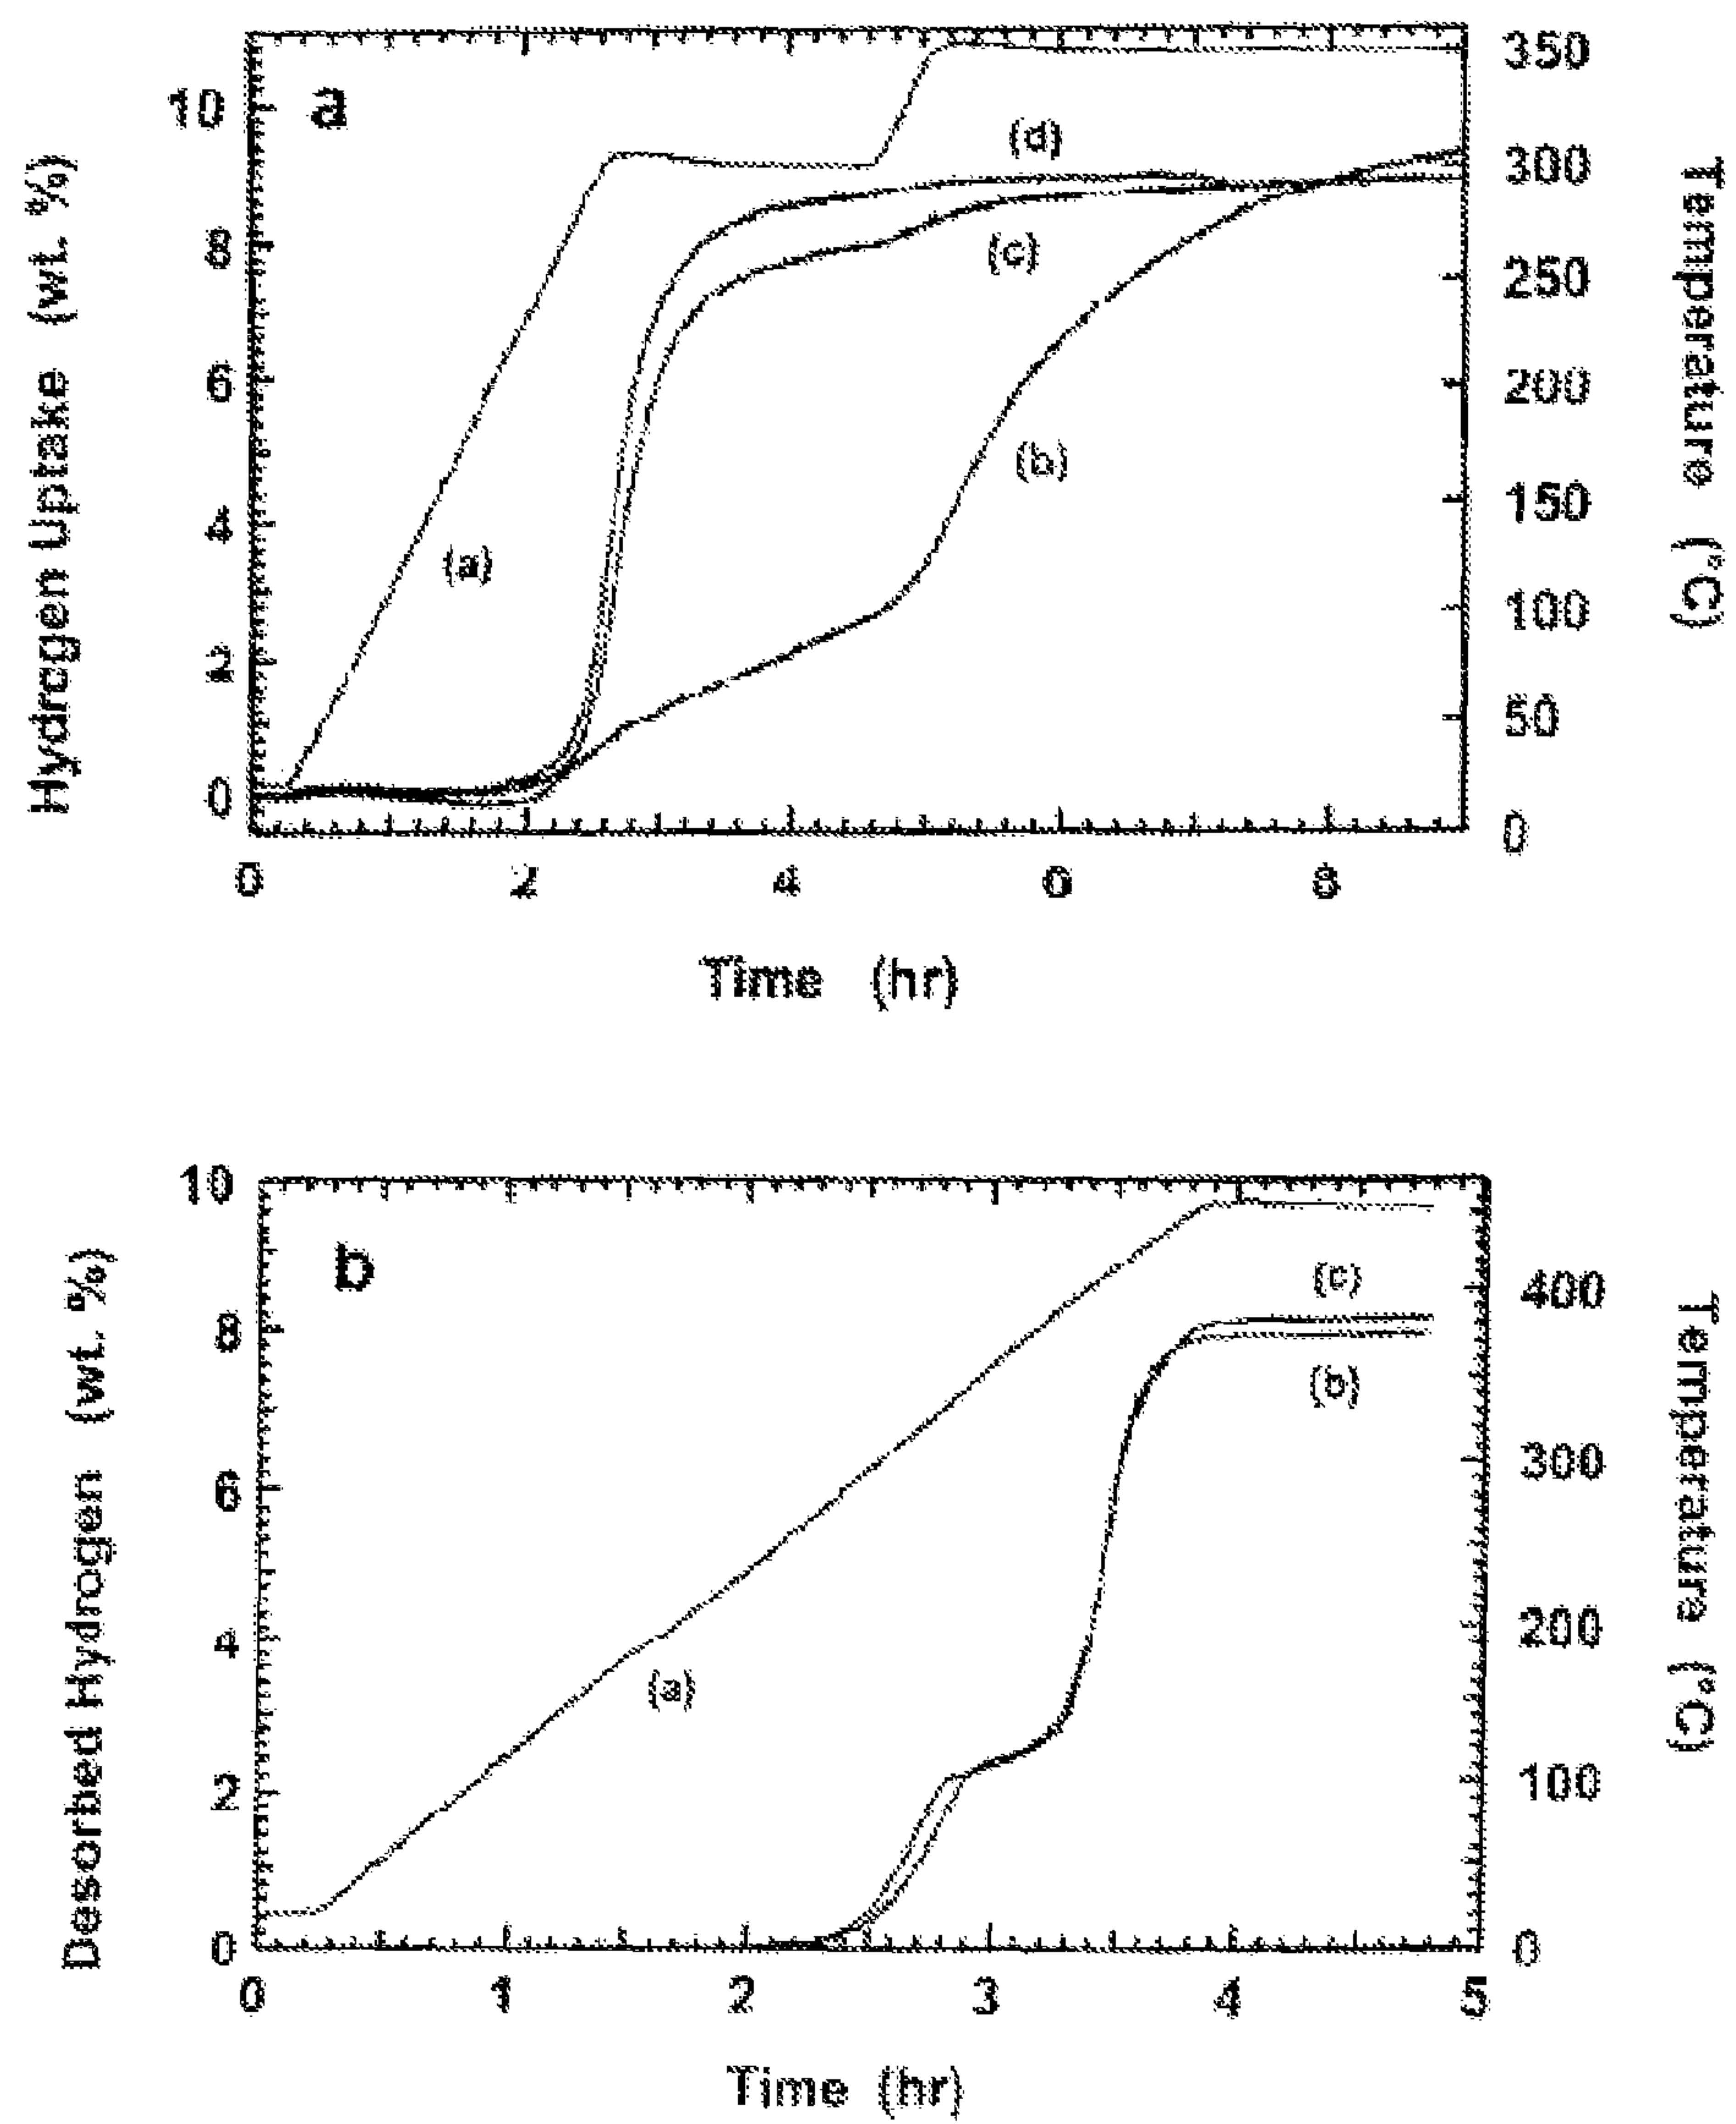 a
Hydrogen Uptake (wt. %)
10
8
6
4
2
0
(a)
(b)
(c)
(d)
350
300
250
200
150
100
50
0
Temperature (°C)
0 2 4 6 8
Time (hr)
b
Desorbed Hydrogen (wt. %)
10
8
6
4
2
0
(a)
(c)
(b)
400
300
200
100
0
Temperatura (°C)
0 1 2 3 4 5
Time (hr)